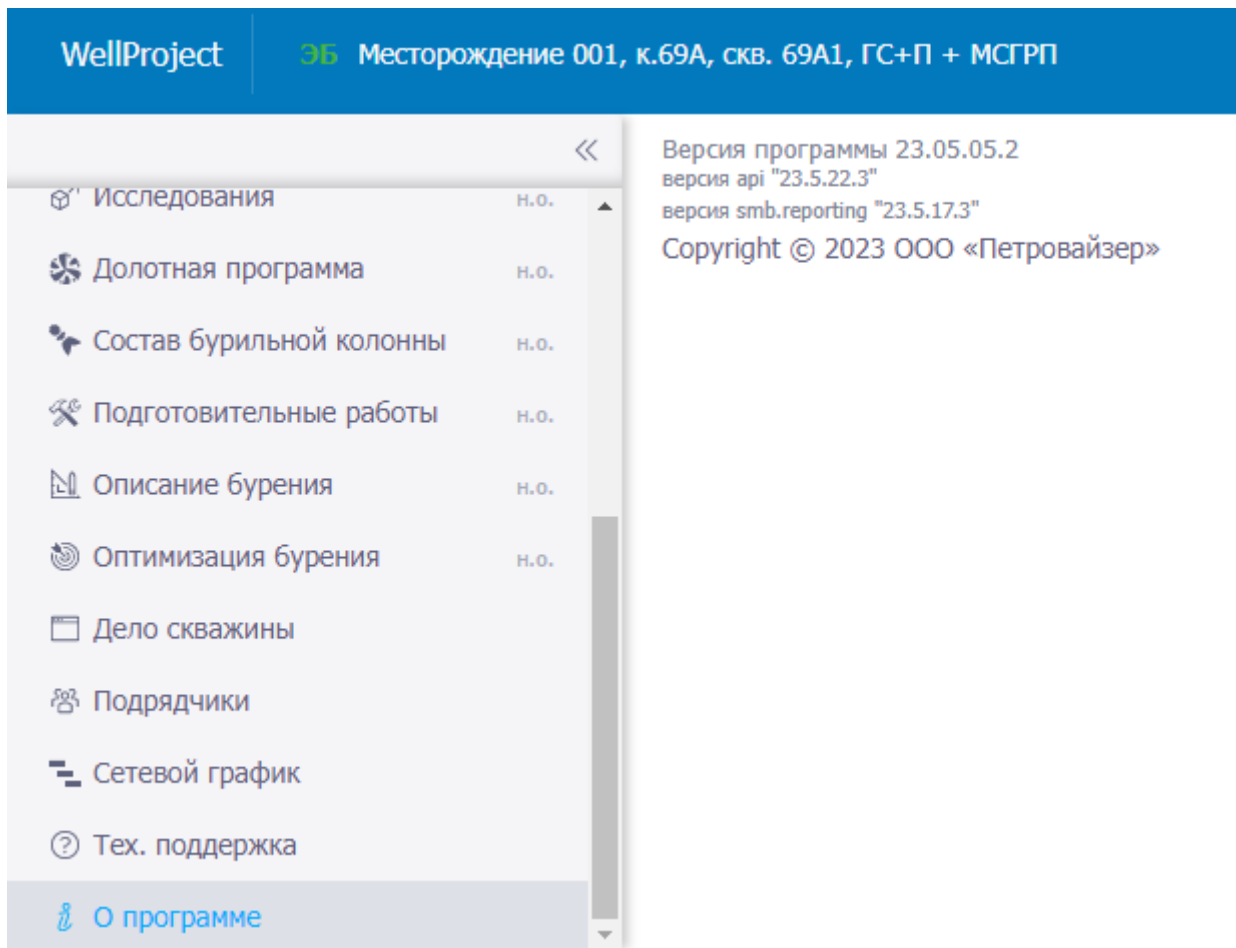 WellProject
ЭБ Месторождение 001, к.69А, скв. 69А1, ГС+П + МСГРП
Исследования н.о.
Долотная программа н.о.
Состав бурильной колонны н.о.
Подготовительные работы н.о.
Описание бурения н.о.
Оптимизация бурения н.о.
Дело скважины
Подрядчики
Сетевой график
Тех. поддержка
О программе
Версия программы 23.05.05.2
версия api "23.5.22.3"
версия smb.reporting "23.5.17.3"
Copyright © 2023 ООО «Петровайзер»